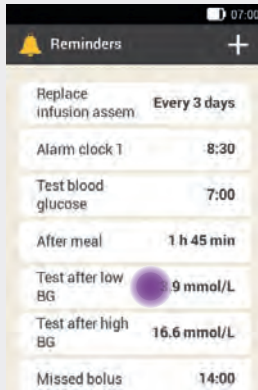 07:00
Reminders
Replace
infusion assem
Every 3 days
Alarm clock 1
8:30
Test blood
glucose
7:00
After meal
1 h 45 min
Test after low
BG
9 mmol/L
Test after high
BG
16.6 mmol/L
Missed bolus
14:00